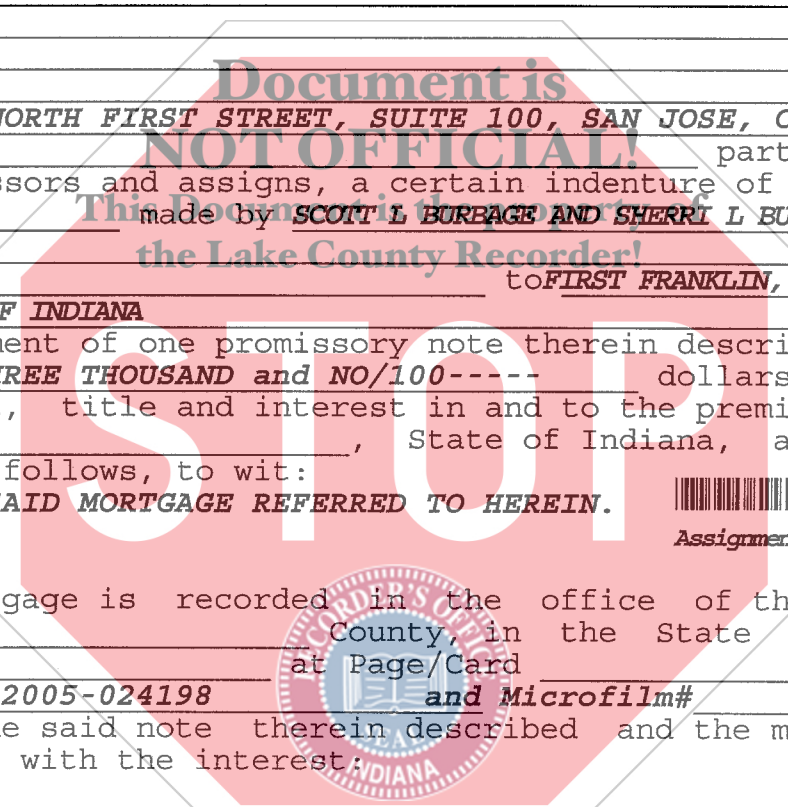 Document is
NORTH FIRST STREET, SUITE 100, SAN JOSE, C
NOT OFFICIAL!
part
ssors and assigns, a certain indenture of
This Document is the property of
made by SCOTT L BURBAGE AND SHERRI L BU
the Lake County Recorder!
to FIRST FRANKLIN,
F INDIANA
ment of one promissory note therein descri
REE THOUSAND and NO/100----- dollars
, title and interest in and to the premi
STOP
, State of Indiana, a
follows, to wit:
AID MORTGAGE REFERRED TO HEREIN.
Assignmen
gage is recorded in the office of th
RECORDER'S OFFICE
County, in the State
at Page/Card
2005-024198 and Microfilm#
e said note therein described and the m
SEAL
with the interest:
INDIANA